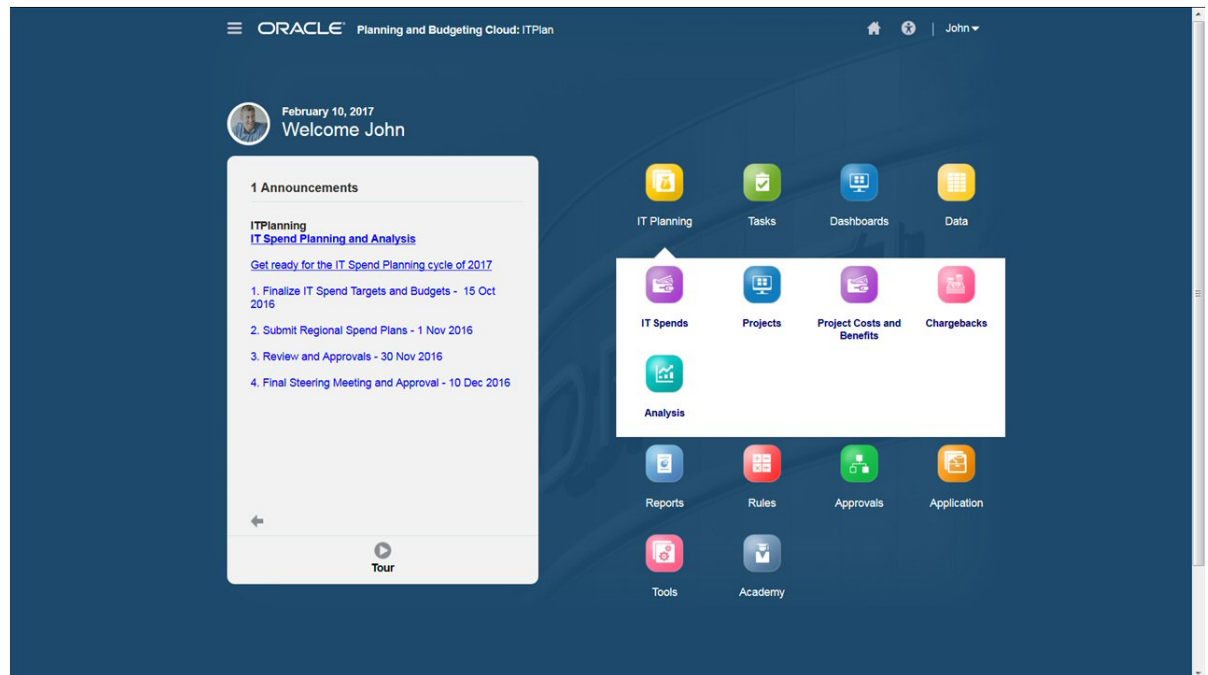 ORACLE Planning and Budgeting Cloud: ITPlan
John
February 10, 2017
Welcome John
1 Announcements
ITPlanning
IT Spend Planning and Analysis
Get ready for the IT Spend Planning cycle of 2017
1. Finalize IT Spend Targets and Budgets - 15 Oct
2016
2. Submit Regional Spend Plans - 1 Nov 2016
3. Review and Approvals - 30 Nov 2016
4. Final Steering Meeting and Approval - 10 Dec 2016
Tour
IT Planning
Tasks
Dashboards
Data
IT Spends
Projects
Project Costs and
Benefits
Chargebacks
Analysis
Reports
Rules
Approvals
Application
Tools
Academy